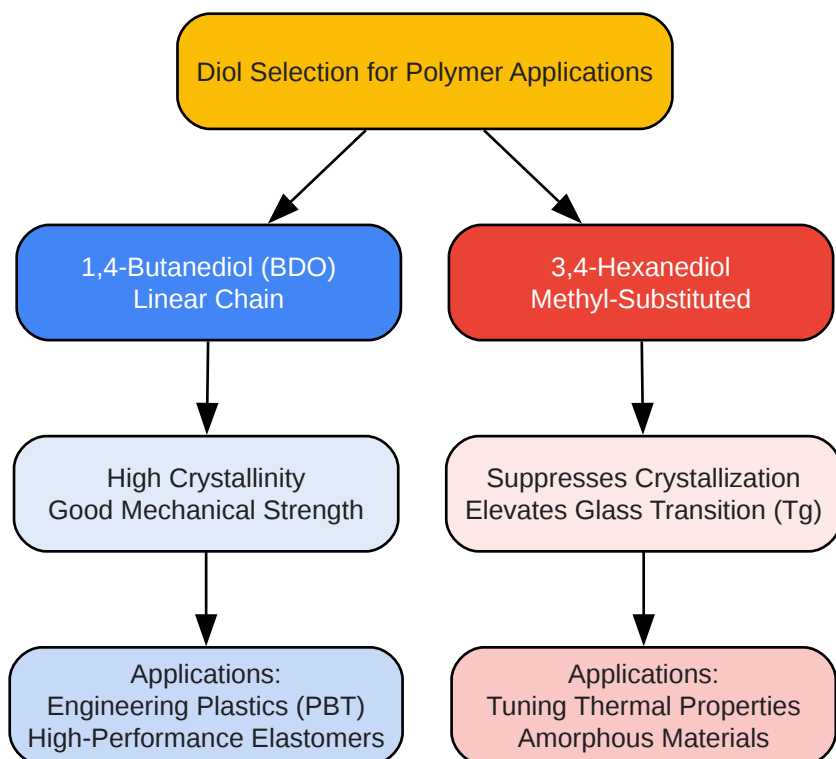 Diol Selection for Polymer Applications
1,4-Butanediol (BDO)
Linear Chain
3,4-Hexanediol
Methyl-Substituted
High Crystallinity
Good Mechanical Strength
Suppresses Crystallization
Elevates Glass Transition (Tg)
Applications:
Engineering Plastics (PBT)
High-Performance Elastomers
Applications:
Tuning Thermal Properties
Amorphous Materials